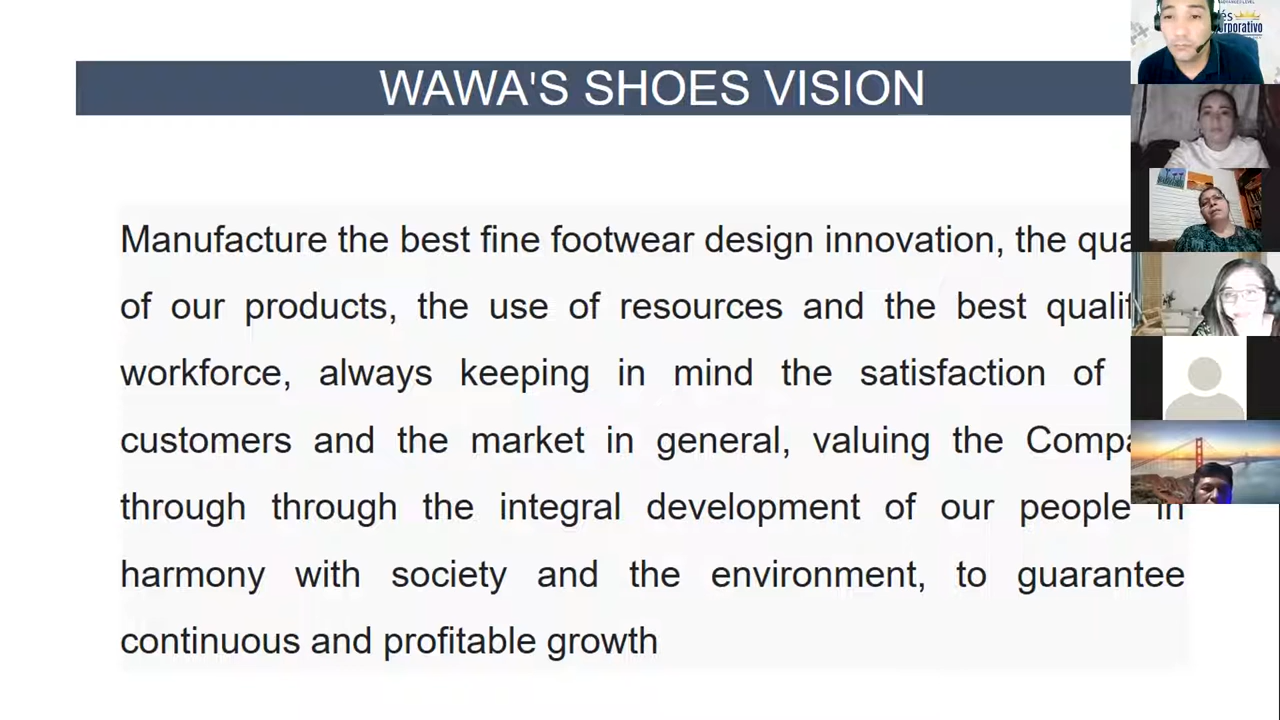 WAWA'S SHOES VISION
Manufacture the best fine footwear design innovation, the
of our products, the use of resources and the best
workforce, always keeping in mind the satisfaction of
customers and the market in general, valuing the
through through the integral development of our people in
harmony with society and the environment, to guarantee
continuous and profitable growth